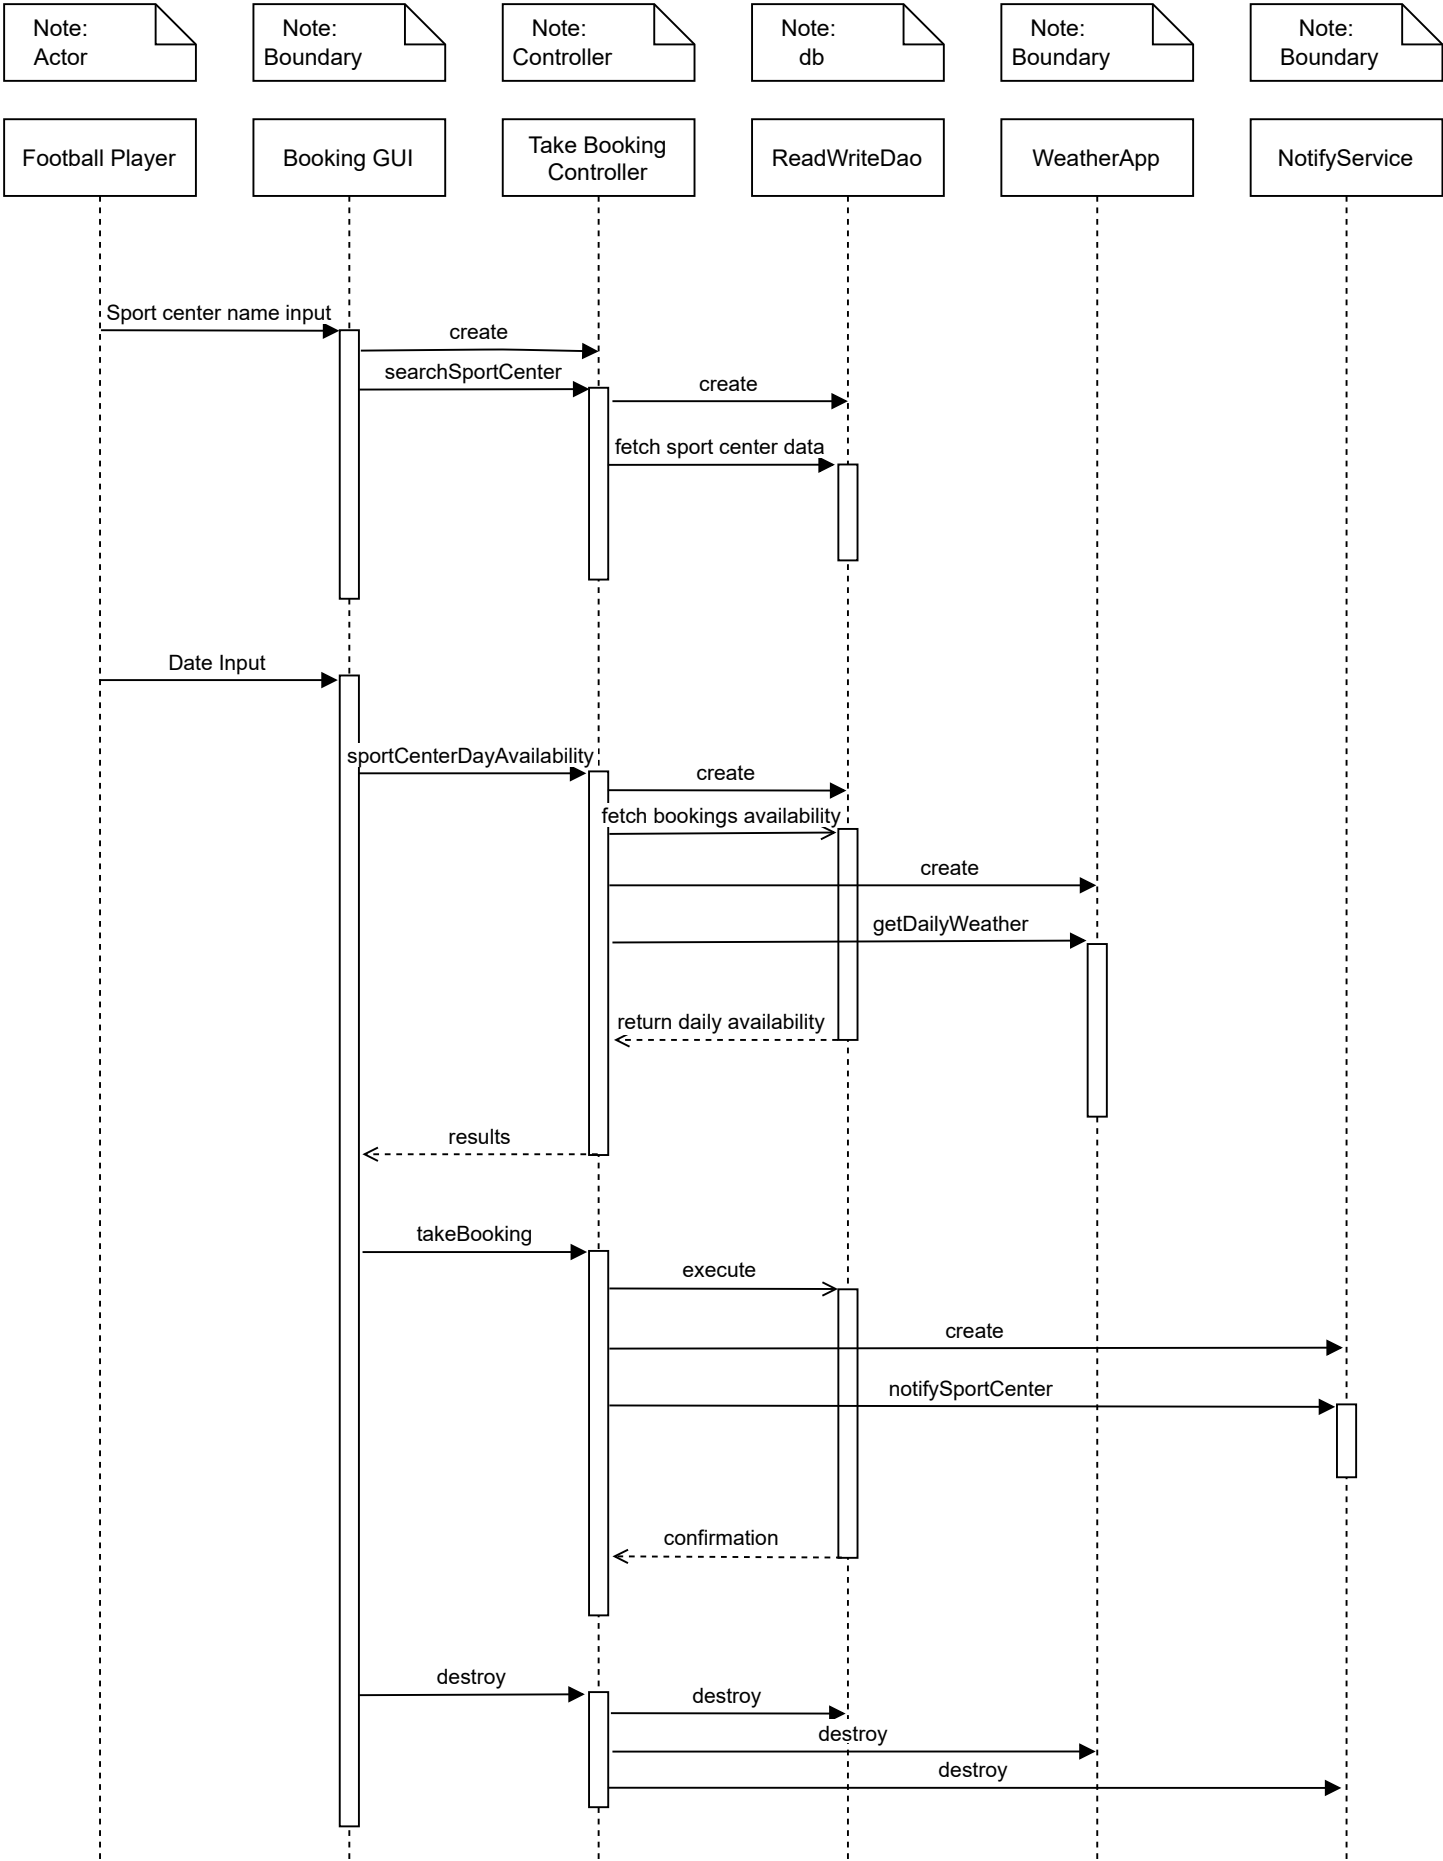 Note:
Actor
Note:
Boundary
Note:
Controller
Note:
db
Note:
Boundary
Note:
Boundary
Football Player
Booking GUI
Take Booking
Controller
ReadWriteDao
WeatherApp
NotifyService
Sport center name input
create
searchSportCenter
create
fetch sport center data
Date Input
sportCenterDayAvailability
create
fetch bookings availability
create
getDailyWeather
return daily availability
results
takeBooking
execute
create
notifySportCenter
confirmation
destroy
destroy
destroy
destroy